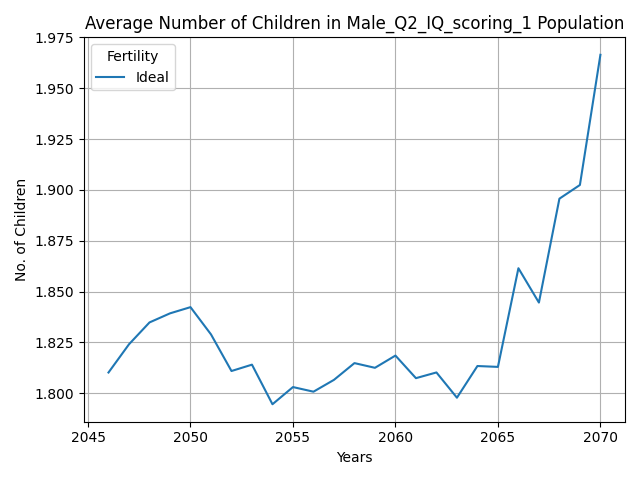 Average Number of Children in Male_Q2_IQ_scoring_1 Population
1.975
1.950
1.925
1.900
1.875
1.850
1.825
1.800
No. of Children
Fertility
Ideal
2045 2050 2055 2060 2065 2070
Years